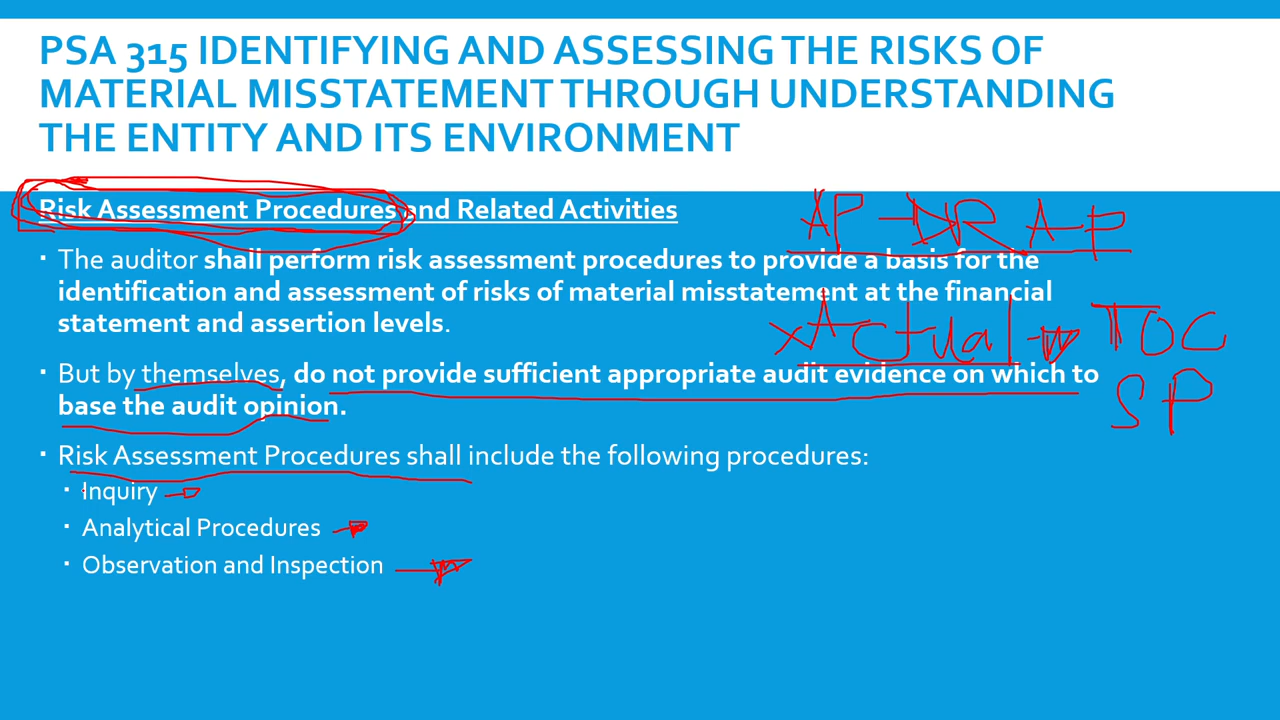 PSA 315 IDENTIFYING AND ASSESSING THE RISKS OF
MATERIAL MISSTATEMENT THROUGH UNDERSTANDING
THE ENTITY AND ITS ENVIRONMENT
Risk Assessment Procedures and Related Activities
AP → RAP
▪ The auditor shall perform risk assessment procedures to provide a basis for the
identification and assessment of risks of material misstatement at the financial
statement and assertion levels.
xActual → TOC
▪ But by themselves, do not provide sufficient appropriate audit evidence on which to
SP
base the audit opinion.
▪ Risk Assessment Procedures shall include the following procedures:
▪ Inquiry
▪ Analytical Procedures
▪ Observation and Inspection